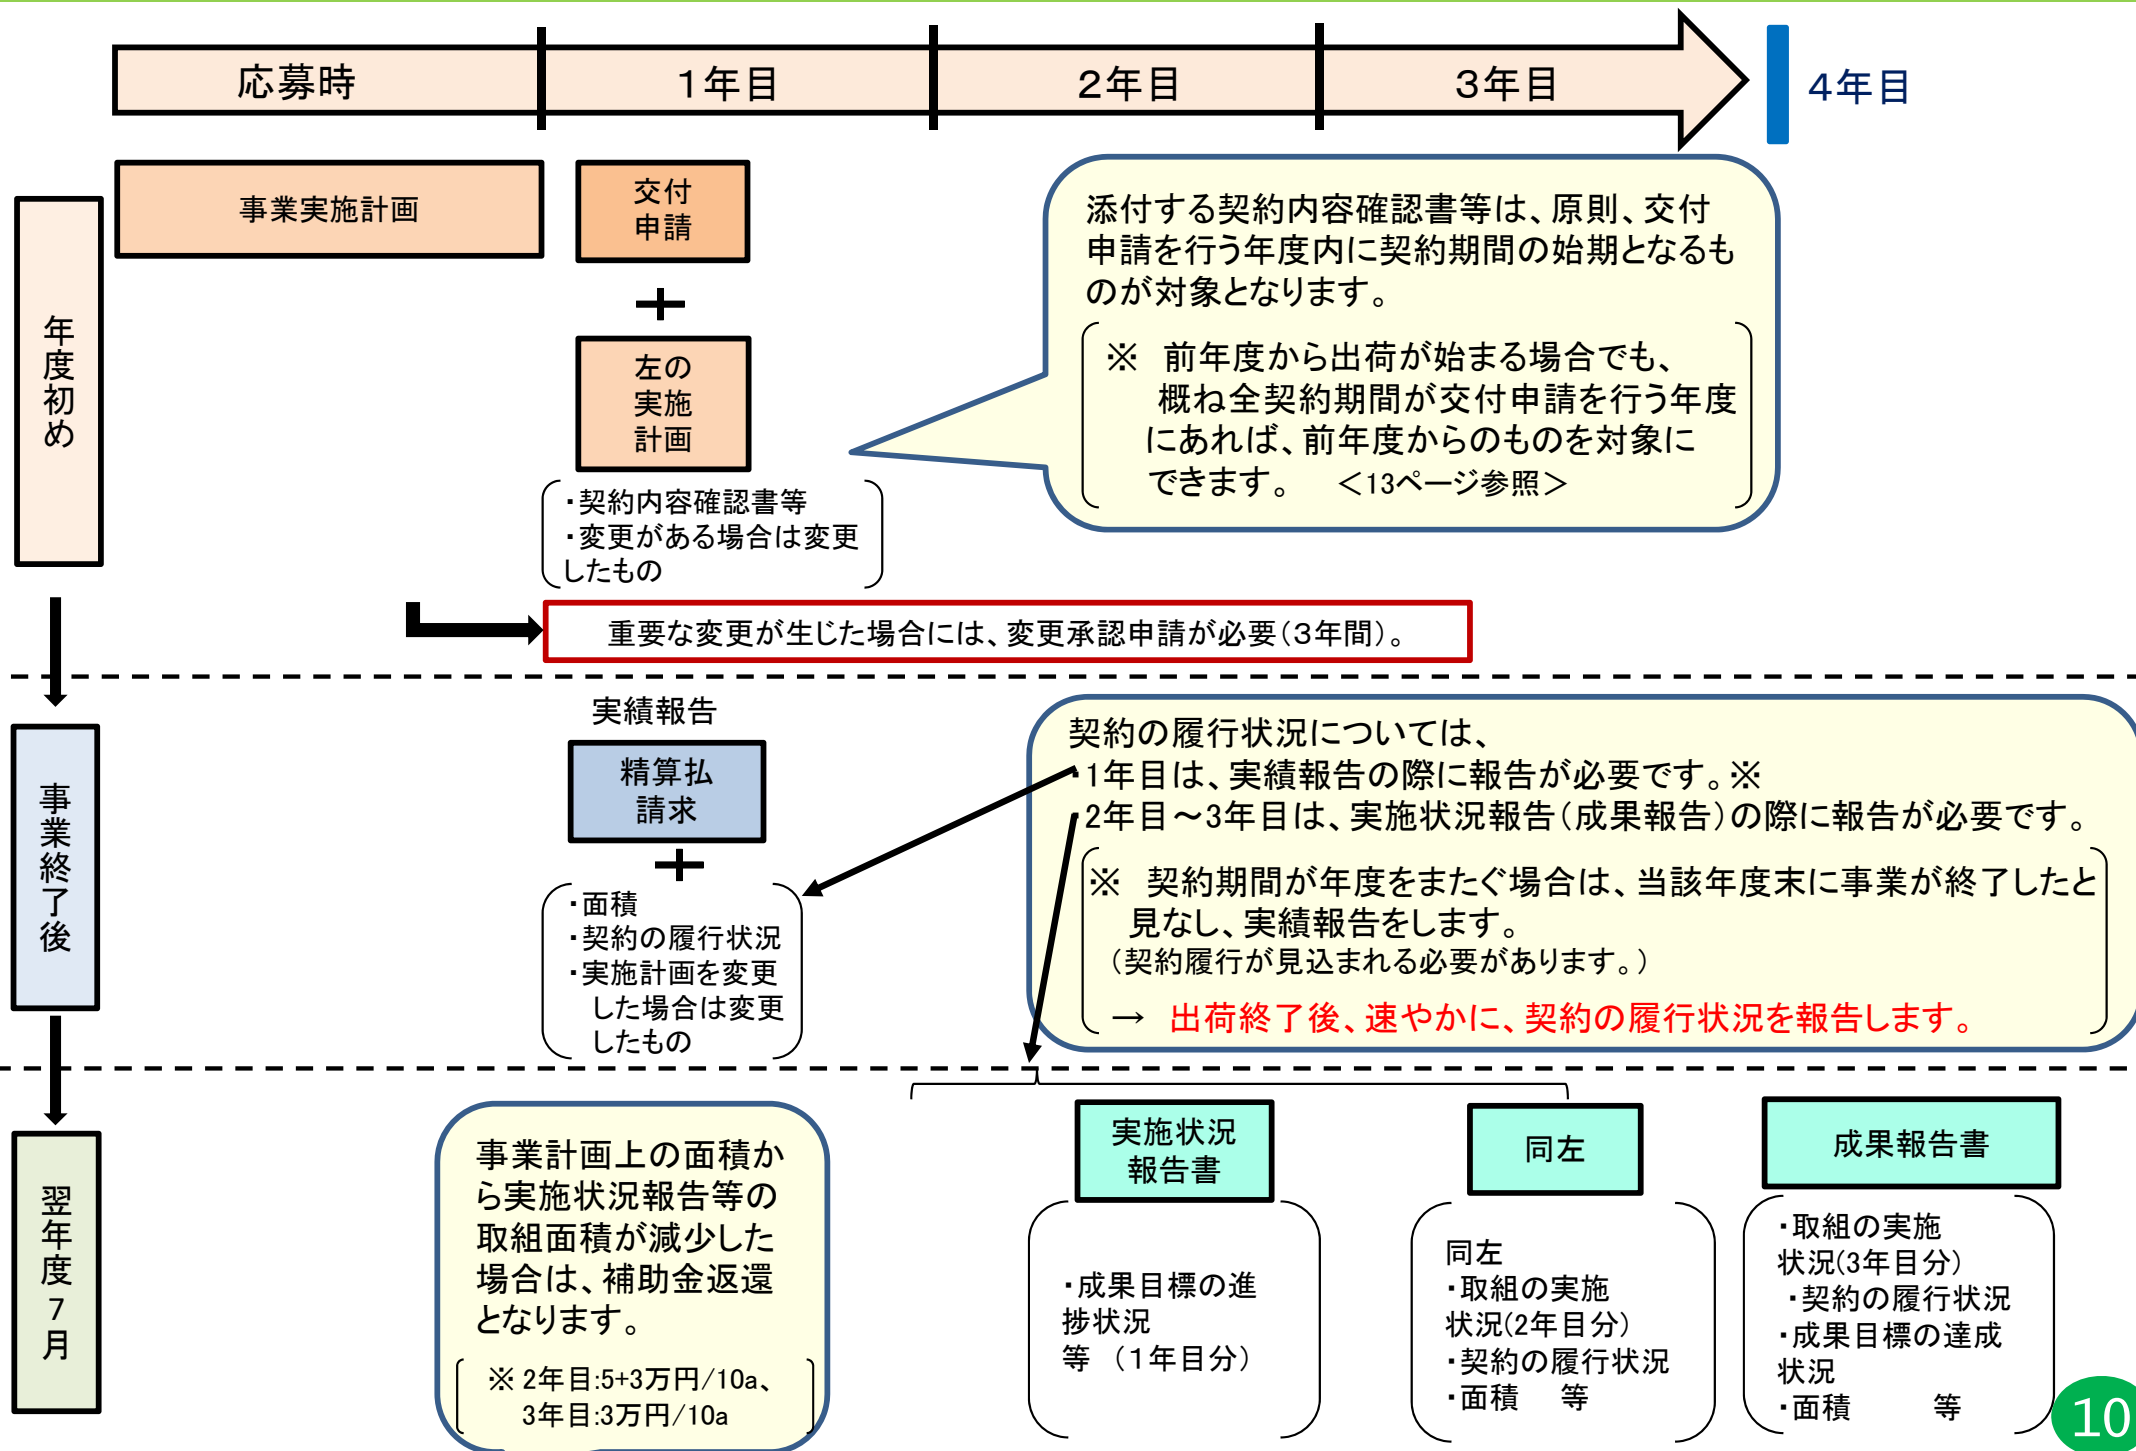 応募時
１年目
２年目
３年目
４年目
年度初め
事業実施計画
交付
申請
＋
左の
実施
計画
・契約内容確認書等
・変更がある場合は変更
したもの
添付する契約内容確認書等は、原則、交付
申請を行う年度内に契約期間の始期となるも
のが対象となります。
※　前年度から出荷が始まる場合でも、
概ね全契約期間が交付申請を行う年度
にあれば、前年度からのものを対象に
できます。　＜13ページ参照＞
重要な変更が生じた場合には、変更承認申請が必要（３年間）。
事業終了後
実績報告
精算払
請求
＋
・面積
・契約の履行状況
・実施計画を変更
した場合は変更
したもの
契約の履行状況については、
・1年目は、実績報告の際に報告が必要です。※
・2年目～3年目は、実施状況報告（成果報告）の際に報告が必要です。
※　契約期間が年度をまたぐ場合は、当該年度末に事業が終了したと
見なし、実績報告をします。
（契約履行が見込まれる必要があります。）
→　出荷終了後、速やかに、契約の履行状況を報告します。
翌年度７月
事業計画上の面積か
ら実施状況報告等の
取組面積が減少した
場合は、補助金返還
となります。
※ 2年目:5+3万円/10a、
3年目:3万円/10a
実施状況
報告書
・成果目標の進
捗状況
等　（１年目分）
同左
同左
・取組の実施
状況(2年目分)
・契約の履行状況
・面積　等
成果報告書
・取組の実施
状況(3年目分)
・契約の履行状況
・成果目標の達成
状況
・面積　　　等
10